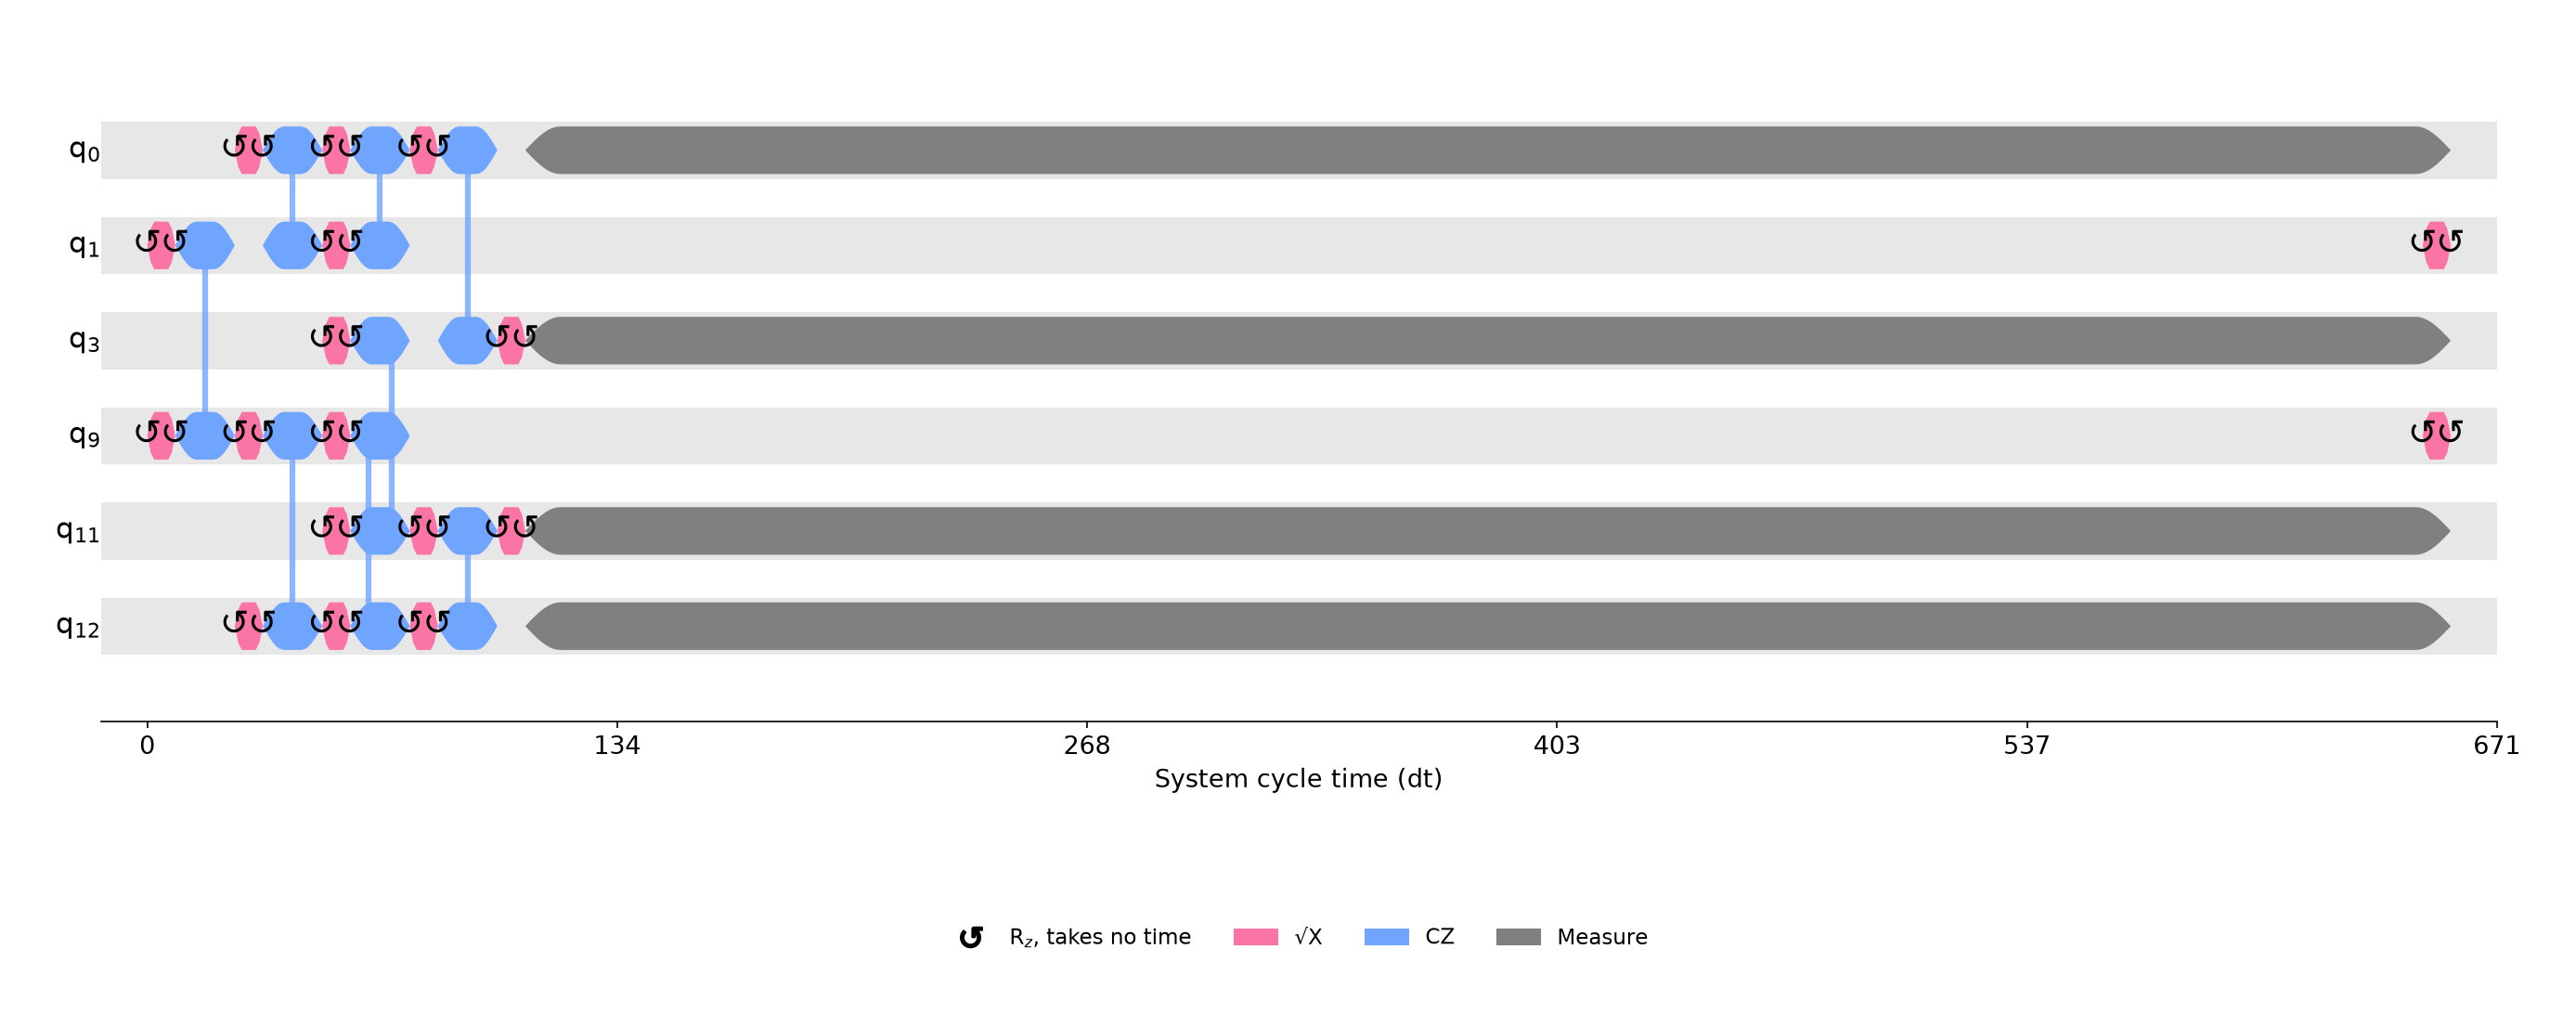 q₀
q₁
q₃
q₉
q₁₁
q₁₂
0 134 268 403 537 671
System cycle time (dt)
↺ R_z, takes no time √X CZ Measure